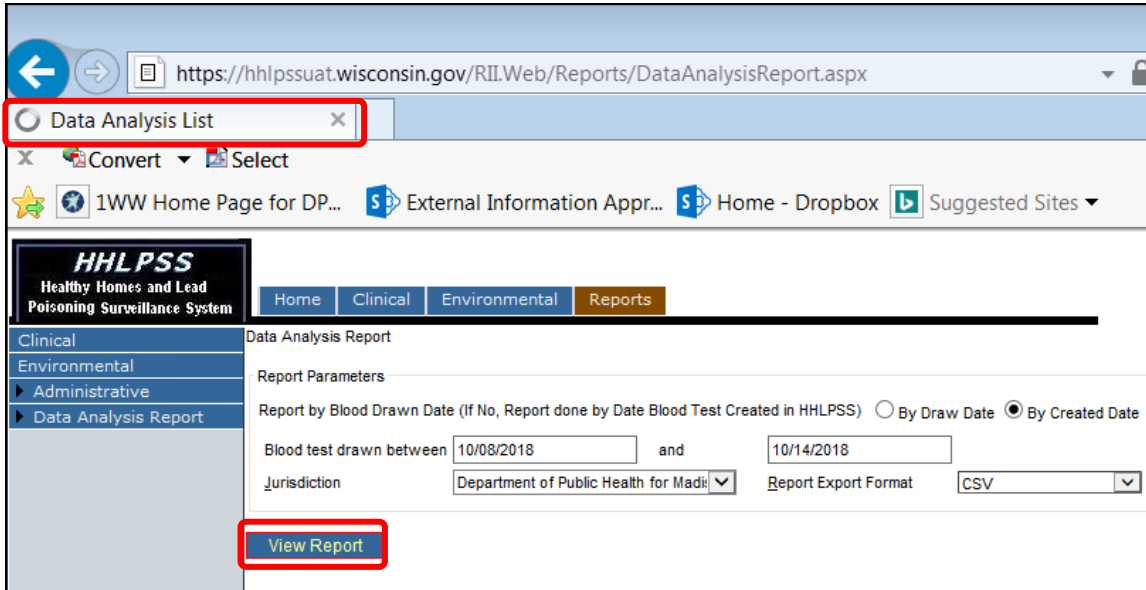 https://hhlpssuat.wisconsin.gov/RII.Web/Reports/DataAnalysisReport.aspx
Data Analysis List
X Convert Select
1WW Home Page for DP... External Information Appr... Home - Dropbox Suggested Sites
HHLPSS
Healthy Homes and Lead
Poisoning Surveillance System
Home Clinical Environmental Reports
Clinical
Environmental
Administrative
Data Analysis Report
Data Analysis Report
Report Parameters
Report by Blood Drawn Date (If No, Report done by Date Blood Test Created in HHLPSS) By Draw Date By Created Date
Blood test drawn between 10/08/2018 and 10/14/2018
Jurisdiction Department of Public Health for Madi Report Export Format CSV
View Report